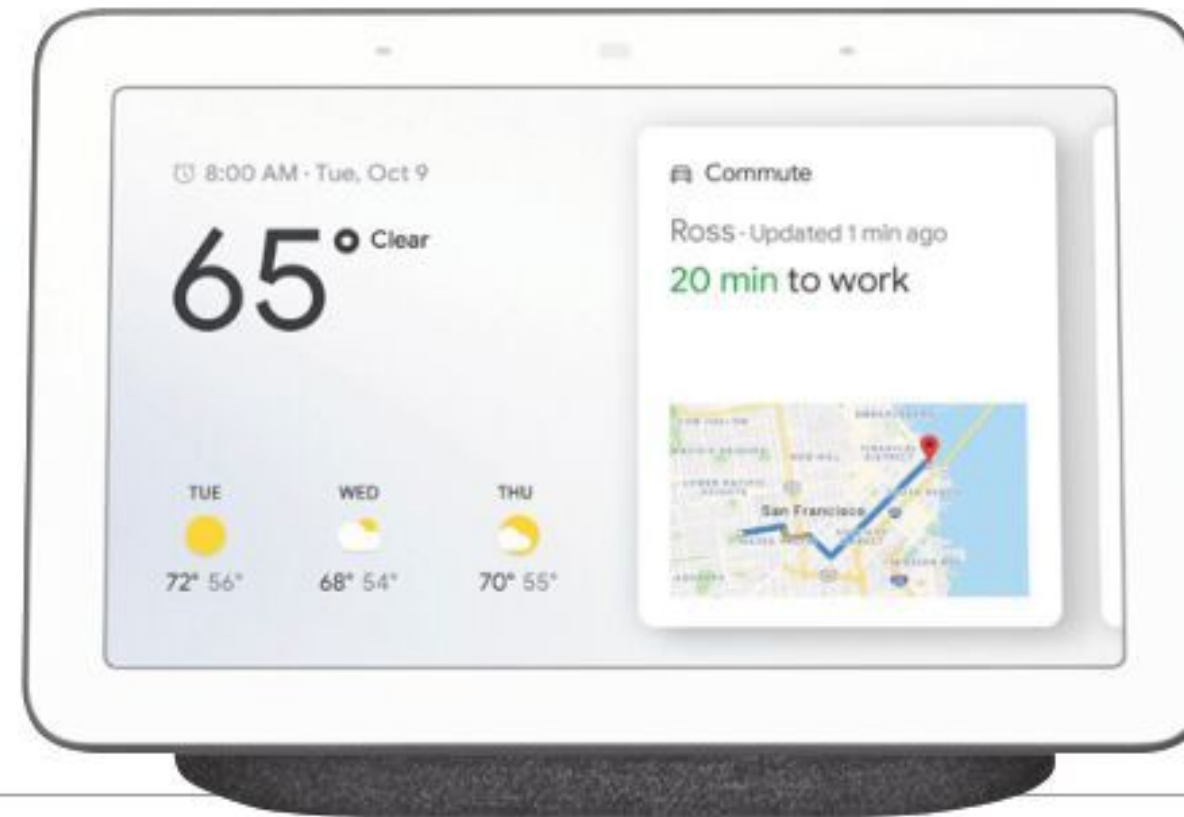 8:00 AM · Tue, Oct 9
65° Clear
TUE
WED
THU
72° 56°
68° 54°
70° 55°
Commute
Ross · Updated 1 min ago
20 min to work
San Francisco